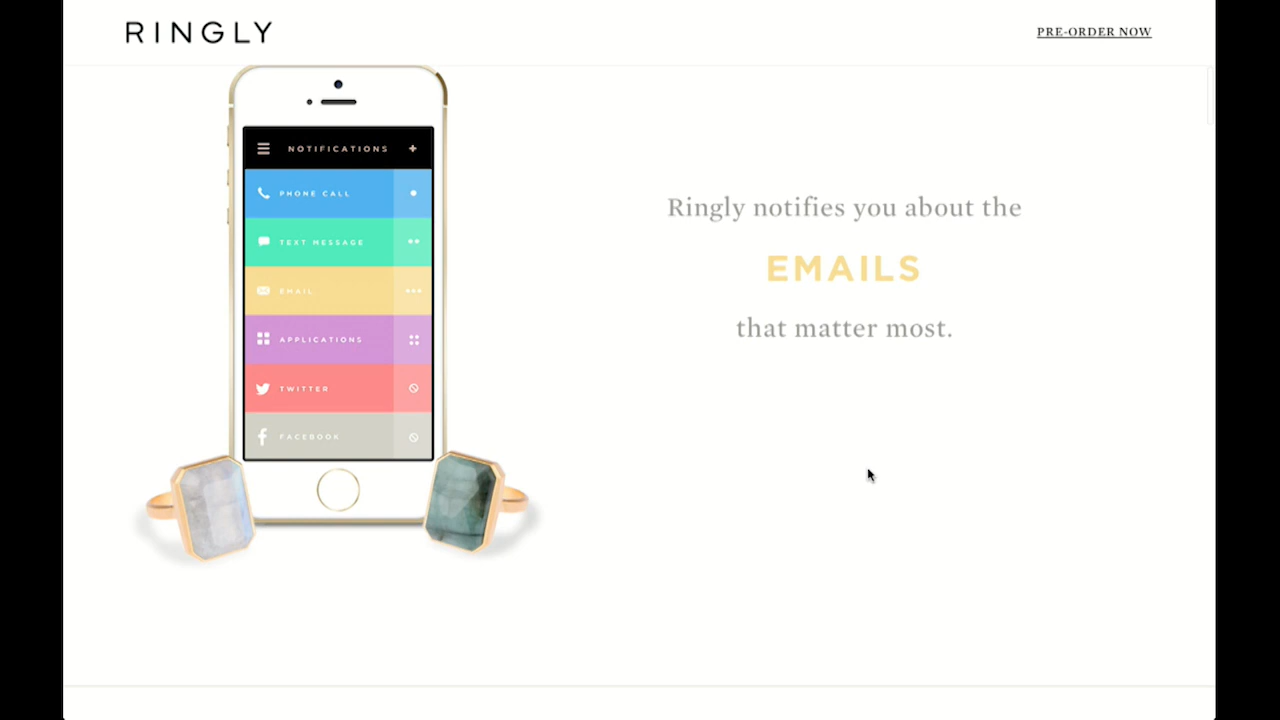 RINGLY
PRE-ORDER NOW
NOTIFICATIONS
PHONE CALL
TEXT MESSAGE
EMAIL
APPLICATIONS
TWITTER
FACEBOOK
Ringly notifies you about the
EMAILS
that matter most.